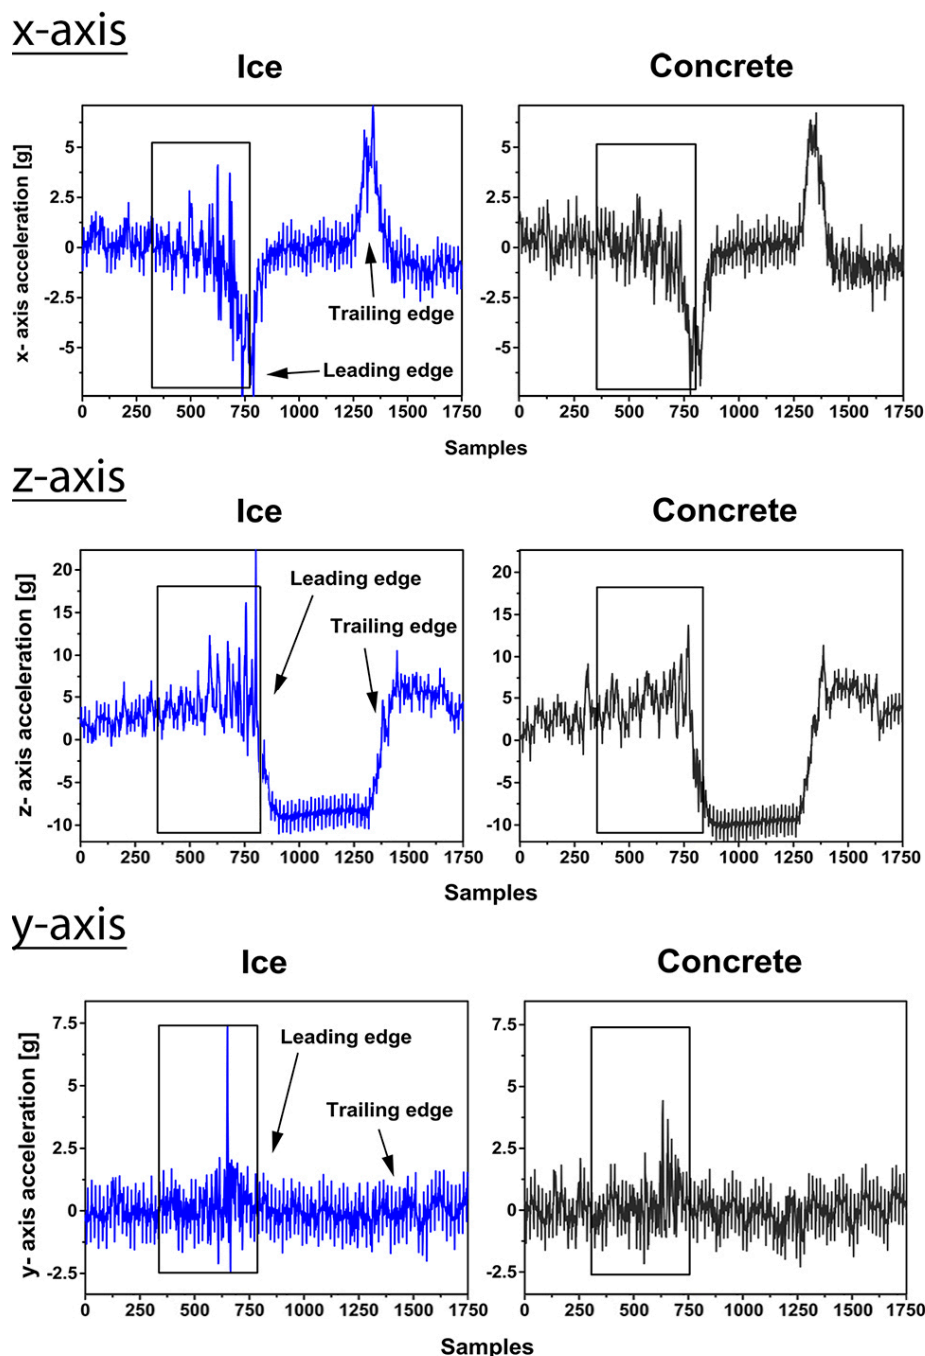 x-axis
Ice Concrete
x- axis acceleration [g]
5
2.5
0
-2.5
-5
Trailing edge
Leading edge
0 250 500 750 1000 1250 1500 1750
5
2.5
0
-2.5
-5
0 250 500 750 1000 1250 1500 1750
Samples
z-axis
Ice Concrete
z- axis acceleration [g]
20
15
10
5
0
-5
-10
Leading edge
Trailing edge
0 250 500 750 1000 1250 1500 1750
20
15
10
5
0
-5
-10
0 250 500 750 1000 1250 1500 1750
Samples
y-axis
Ice Concrete
y- axis acceleration [g]
7.5
5
2.5
0
-2.5
Leading edge
Trailing edge
0 250 500 750 1000 1250 1500 1750
7.5
5
2.5
0
-2.5
0 250 500 750 1000 1250 1500 1750
Samples